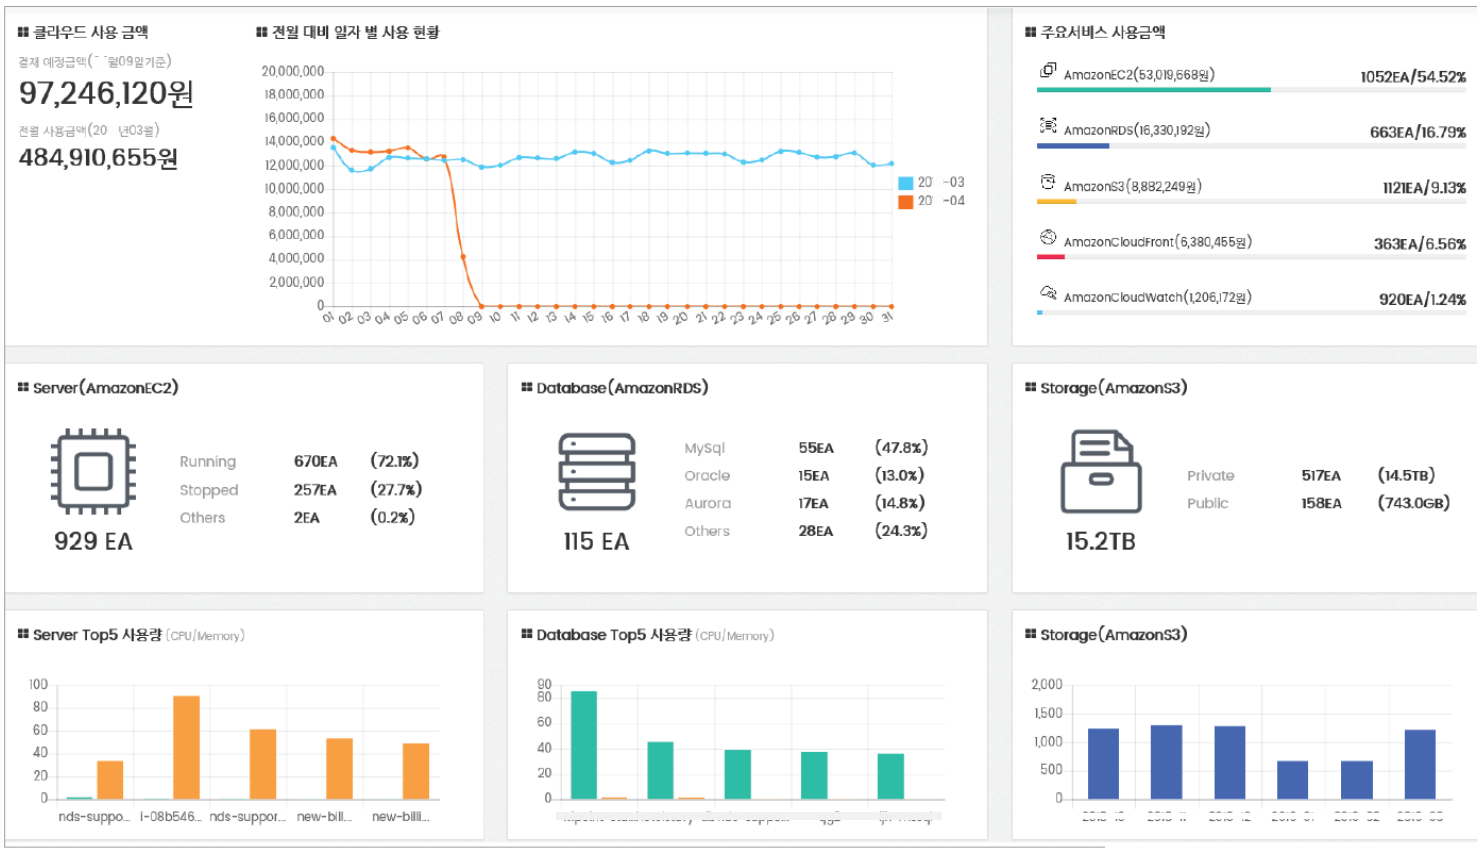 클라우드 사용 금액
결재 예정금액( 월09일기준)
97,246,120원
전월 사용금액(20 년03월)
484,910,655원
전월 대비 일자 별 사용 현황
20,000,000
18,000,000
16,000,000
14,000,000
12,000,000
10,000,000
8,000,000
6,000,000
4,000,000
2,000,000
0
01 02 03 04 05 06 07 08 09 10 11 12 13 14 15 16 17 18 19 20 21 22 23 24 25 26 27 28 29 30 31
20 -03
20 -04
주요서비스 사용금액
AmazonEC2(53,019,668원) 1052EA/54.52%
AmazonRDS(16,330,192원) 663EA/16.79%
AmazonS3(8,882,249원) 1121EA/9.13%
AmazonCloudFront(6,380,455원) 363EA/6.56%
AmazonCloudWatch(1,206,172원) 920EA/1.24%
Server(AmazonEC2)
929 EA
Running 670EA (72.1%)
Stopped 257EA (27.7%)
Others 2EA (0.2%)
Database(AmazonRDS)
115 EA
MySql 55EA (47.8%)
Oracle 15EA (13.0%)
Aurora 17EA (14.8%)
Others 28EA (24.3%)
Storage(AmazonS3)
15.2TB
Private 517EA (14.5TB)
Public 158EA (743.0GB)
Server Top5 사용량 (CPU/Memory)
100
80
60
40
20
0
nds-suppo... i-08b546... nds-suppor... new-bill... new-billi...
Database Top5 사용량 (CPU/Memory)
90
80
60
40
20
0
Storage(AmazonS3)
2,000
1,500
1,000
500
0